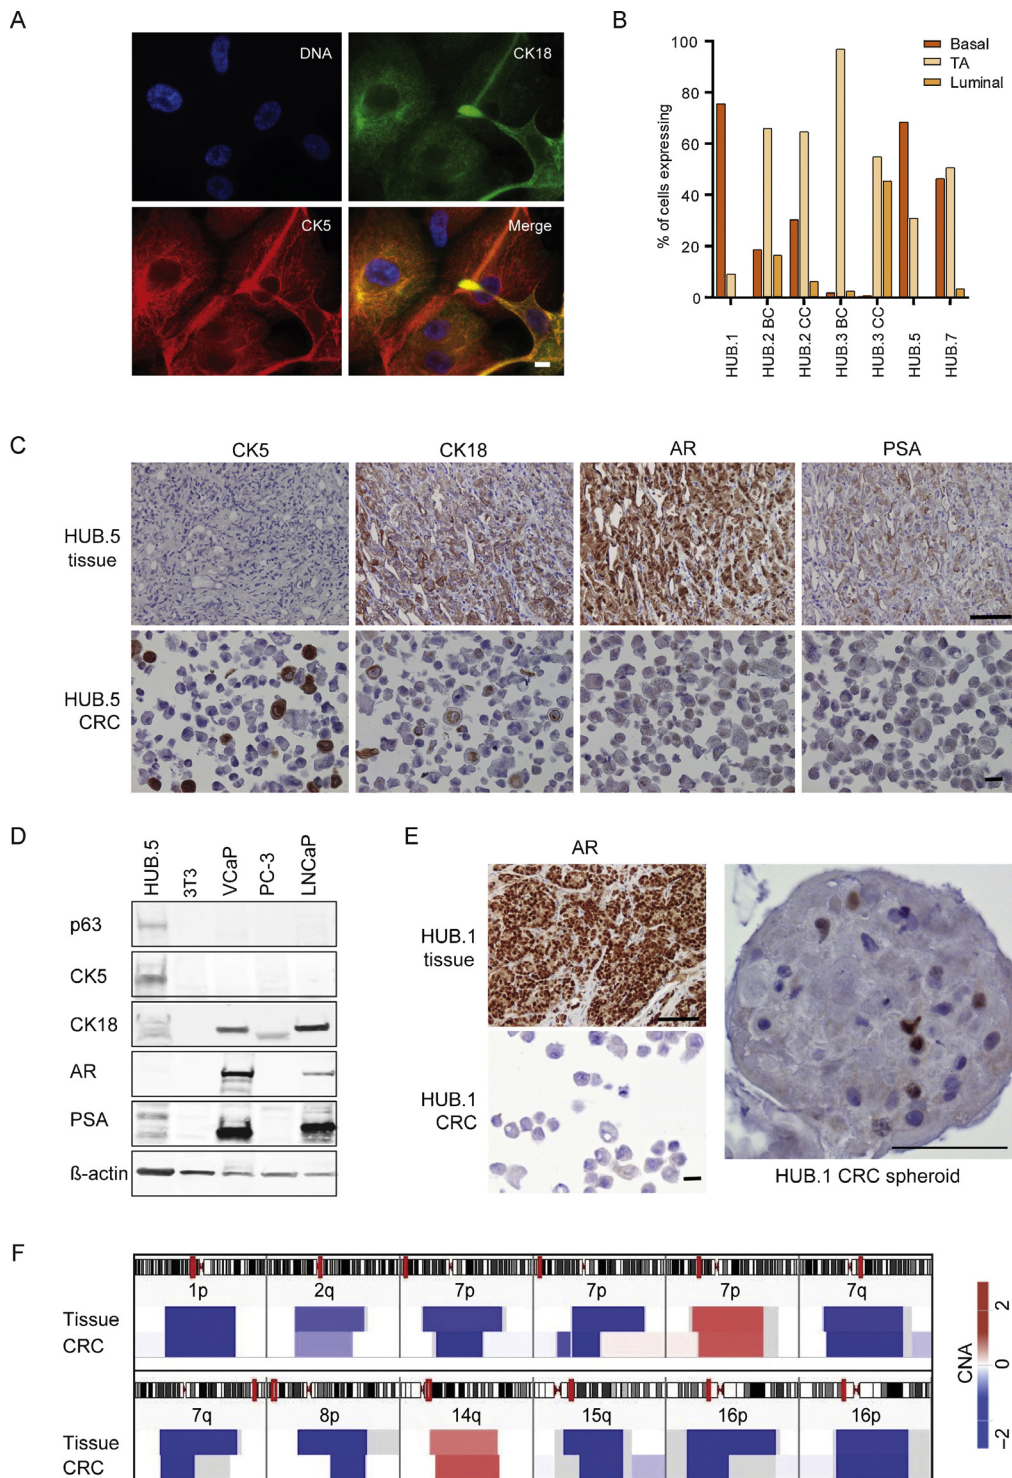 A
DNA
CK18
CK5
Merge
B
Basal
TA
Luminal
% of cells expressing
100
80
60
40
20
0
HUB.1
HUB.2 BC
HUB.2 CC
HUB.3 BC
HUB.3 CC
HUB.5
HUB.7
C
CK5 CK18 AR PSA
HUB.5
tissue
HUB.5
CRC
D
HUB.5
3T3
VCaP
PC-3
LNCaP
p63
CK5
CK18
AR
PSA
ß-actin
E
AR
HUB.1
tissue
HUB.1
CRC
HUB.1 CRC spheroid
F
1p 2q 7p 7p 7p 7q
Tissue
CRC
7q 8p 14q 15q 16p 16p
Tissue
CRC
CNA
2
0
−2